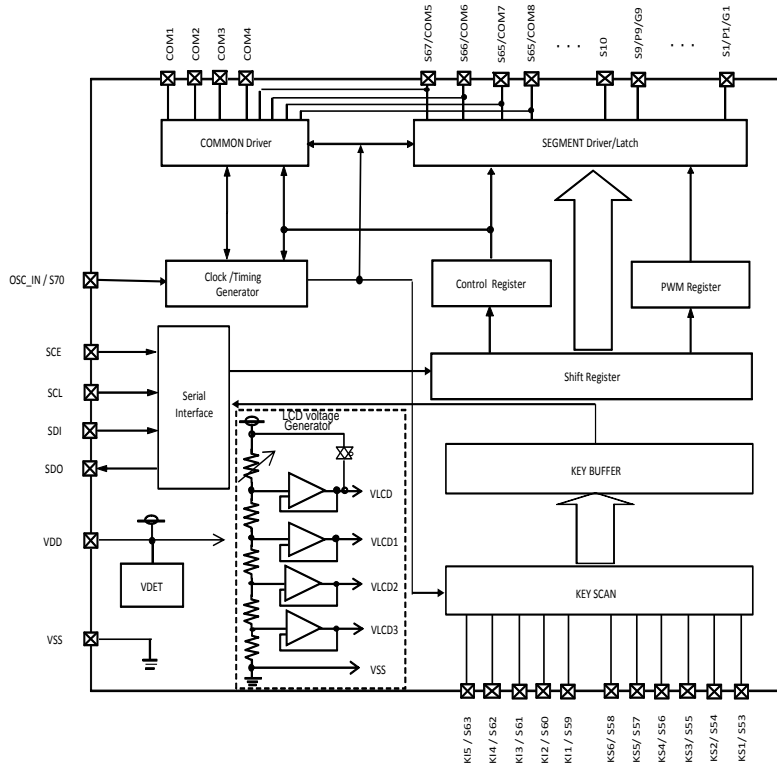 COM1
COM2
COM3
COM4
S67/COM5
S66/COM6
S65/COM7
S65/COM8
. . .
S10
S9/P9/G9
. . .
S1/P1/G1
COMMON Driver
SEGMENT Driver/Latch
OSC_IN / S70
Clock /Timing
Generator
Control Register
PWM Register
SCE
SCL
SDI
SDO
Serial
Interface
Shift Register
LCD voltage
Generator
KEY BUFFER
VLCD
VLCD1
VLCD2
VLCD3
VSS
VDD
VDET
VSS
KEY SCAN
KI5 / S63
KI4 / S62
KI3 / S61
KI2 / S60
KI1 / S59
KS6/ S58
KS5/ S57
KS4/ S56
KS3/ S55
KS2/ S54
KS1/ S53